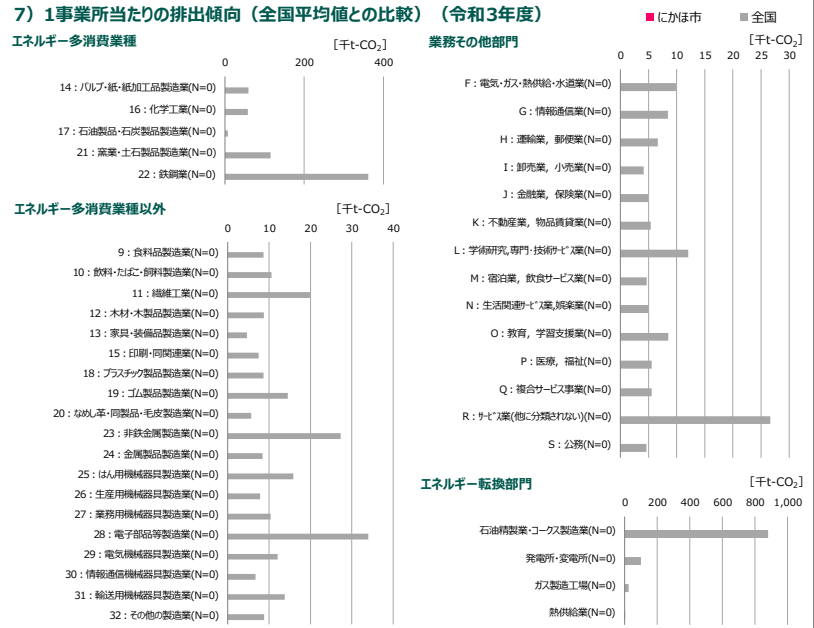 7）1事業所当たりの排出傾向（全国平均値との比較）（令和3年度）
■にかほ市 ■全国
エネルギー多消費業種
[千t-CO₂]
0 200 400
14：パルプ・紙・紙加工品製造業(N=0)
16：化学工業(N=0)
17：石油製品・石炭製品製造業(N=0)
21：窯業・土石製品製造業(N=0)
22：鉄鋼業(N=0)
エネルギー多消費業種以外
[千t-CO₂]
0 10 20 30 40
9：食料品製造業(N=0)
10：飲料・たばこ・飼料製造業(N=0)
11：繊維工業(N=0)
12：木材・木製品製造業(N=0)
13：家具・装備品製造業(N=0)
15：印刷・同関連業(N=0)
18：プラスチック製品製造業(N=0)
19：ゴム製品製造業(N=0)
20：なめし革・同製品・毛皮製造業(N=0)
23：非鉄金属製造業(N=0)
24：金属製品製造業(N=0)
25：はん用機械器具製造業(N=0)
26：生産用機械器具製造業(N=0)
27：業務用機械器具製造業(N=0)
28：電子部品等製造業(N=0)
29：電気機械器具製造業(N=0)
30：情報通信機械器具製造業(N=0)
31：輸送用機械器具製造業(N=0)
32：その他の製造業(N=0)
業務その他部門
[千t-CO₂]
0 5 10 15 20 25 30
F：電気・ガス・熱供給・水道業(N=0)
G：情報通信業(N=0)
H：運輸業，郵便業(N=0)
I：卸売業，小売業(N=0)
J：金融業，保険業(N=0)
K：不動産業，物品賃貸業(N=0)
L：学術研究,専門・技術サービス業(N=0)
M：宿泊業，飲食サービス業(N=0)
N：生活関連サービス業,娯楽業(N=0)
O：教育，学習支援業(N=0)
P：医療，福祉(N=0)
Q：複合サービス事業(N=0)
R：サービス業(他に分類されない)(N=0)
S：公務(N=0)
エネルギー転換部門
[千t-CO₂]
0 200 400 600 800 1,000
石油精製業・コークス製造業(N=0)
発電所・変電所(N=0)
ガス製造工場(N=0)
熱供給業(N=0)